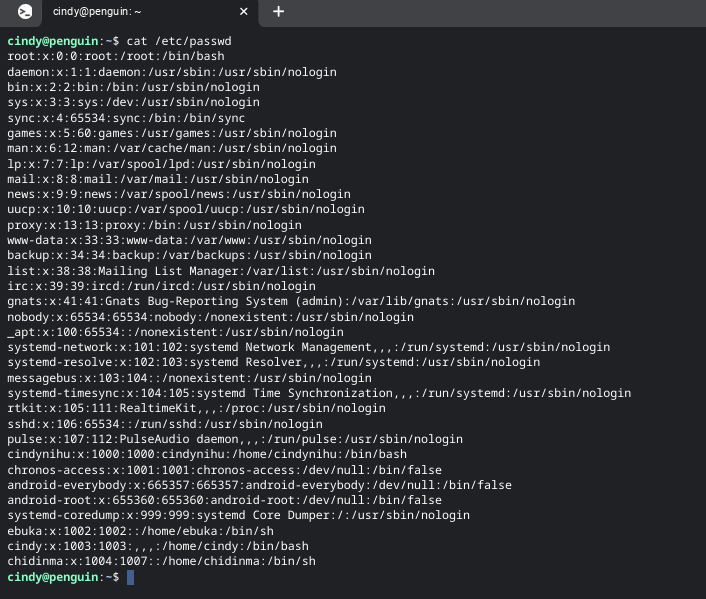 cindy@penguin: ~
cindy@penguin:~$ cat /etc/passwd
root:x:0:0:root:/root:/bin/bash
daemon:x:1:1:daemon:/usr/sbin:/usr/sbin/nologin
bin:x:2:2:bin:/bin:/usr/sbin/nologin
sys:x:3:3:sys:/dev:/usr/sbin/nologin
sync:x:4:65534:sync:/bin:/bin/sync
games:x:5:60:games:/usr/games:/usr/sbin/nologin
man:x:6:12:man:/var/cache/man:/usr/sbin/nologin
lp:x:7:7:lp:/var/spool/lpd:/usr/sbin/nologin
mail:x:8:8:mail:/var/mail:/usr/sbin/nologin
news:x:9:9:news:/var/spool/news:/usr/sbin/nologin
uucp:x:10:10:uucp:/var/spool/uucp:/usr/sbin/nologin
proxy:x:13:13:proxy:/bin:/usr/sbin/nologin
www-data:x:33:33:www-data:/var/www:/usr/sbin/nologin
backup:x:34:34:backup:/var/backups:/usr/sbin/nologin
list:x:38:38:Mailing List Manager:/var/list:/usr/sbin/nologin
irc:x:39:39:ircd:/run/ircd:/usr/sbin/nologin
gnats:x:41:41:Gnats Bug-Reporting System (admin):/var/lib/gnats:/usr/sbin/nologin
nobody:x:65534:65534:nobody:/nonexistent:/usr/sbin/nologin
_apt:x:100:65534::/nonexistent:/usr/sbin/nologin
systemd-network:x:101:102:systemd Network Management,,,:/run/systemd:/usr/sbin/nologin
systemd-resolve:x:102:103:systemd Resolver,,,:/run/systemd:/usr/sbin/nologin
messagebus:x:103:104::/nonexistent:/usr/sbin/nologin
systemd-timesync:x:104:105:systemd Time Synchronization,,,:/run/systemd:/usr/sbin/nologin
rtkit:x:105:111:RealtimeKit,,,:/proc:/usr/sbin/nologin
sshd:x:106:65534::/run/sshd:/usr/sbin/nologin
pulse:x:107:112:PulseAudio daemon,,,:/run/pulse:/usr/sbin/nologin
cindynihu:x:1000:1000:cindynihu:/home/cindynihu:/bin/bash
chronos-access:x:1001:1001:chronos-access:/dev/null:/bin/false
android-everybody:x:665357:665357:android-everybody:/dev/null:/bin/false
android-root:x:655360:655360:android-root:/dev/null:/bin/false
systemd-coredump:x:999:999:systemd Core Dumper:/:/usr/sbin/nologin
ebuka:x:1002:1002::/home/ebuka:/bin/sh
cindy:x:1003:1003:,,,:/home/cindy:/bin/bash
chidinma:x:1004:1007::/home/chidinma:/bin/sh
cindy@penguin:~$